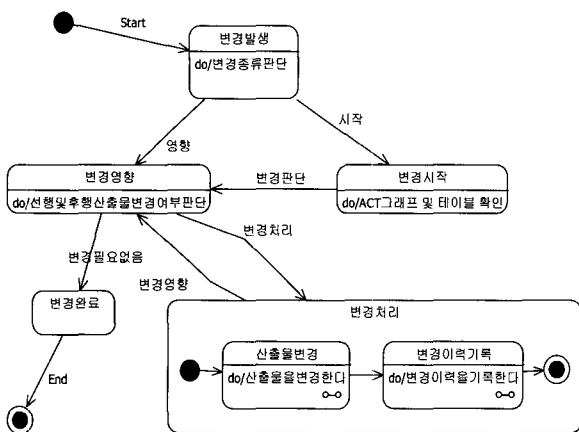 Start
변경발생
do/변경종류판단
영향
시작
변경영향
do/선행및후행산출물변경여부판단
변경판단
변경시작
do/ACT그래프 및 테이블 확인
변경처리
변경필요없음
변경영향
변경완료
변경처리
End
산출물변경
do/산출물을변경한다
변경이력기록
do/변경이력을기록한다